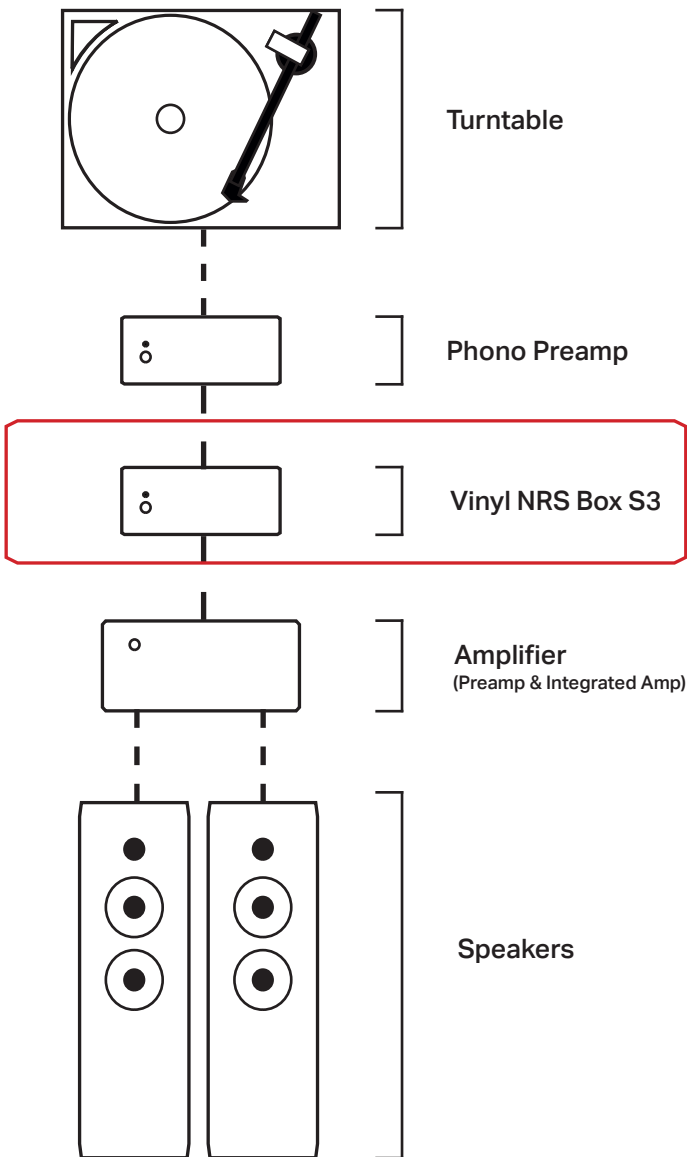 Turntable
Phono Preamp
Vinyl NRS Box S3
Amplifier
(Preamp & Integrated Amp)
Speakers